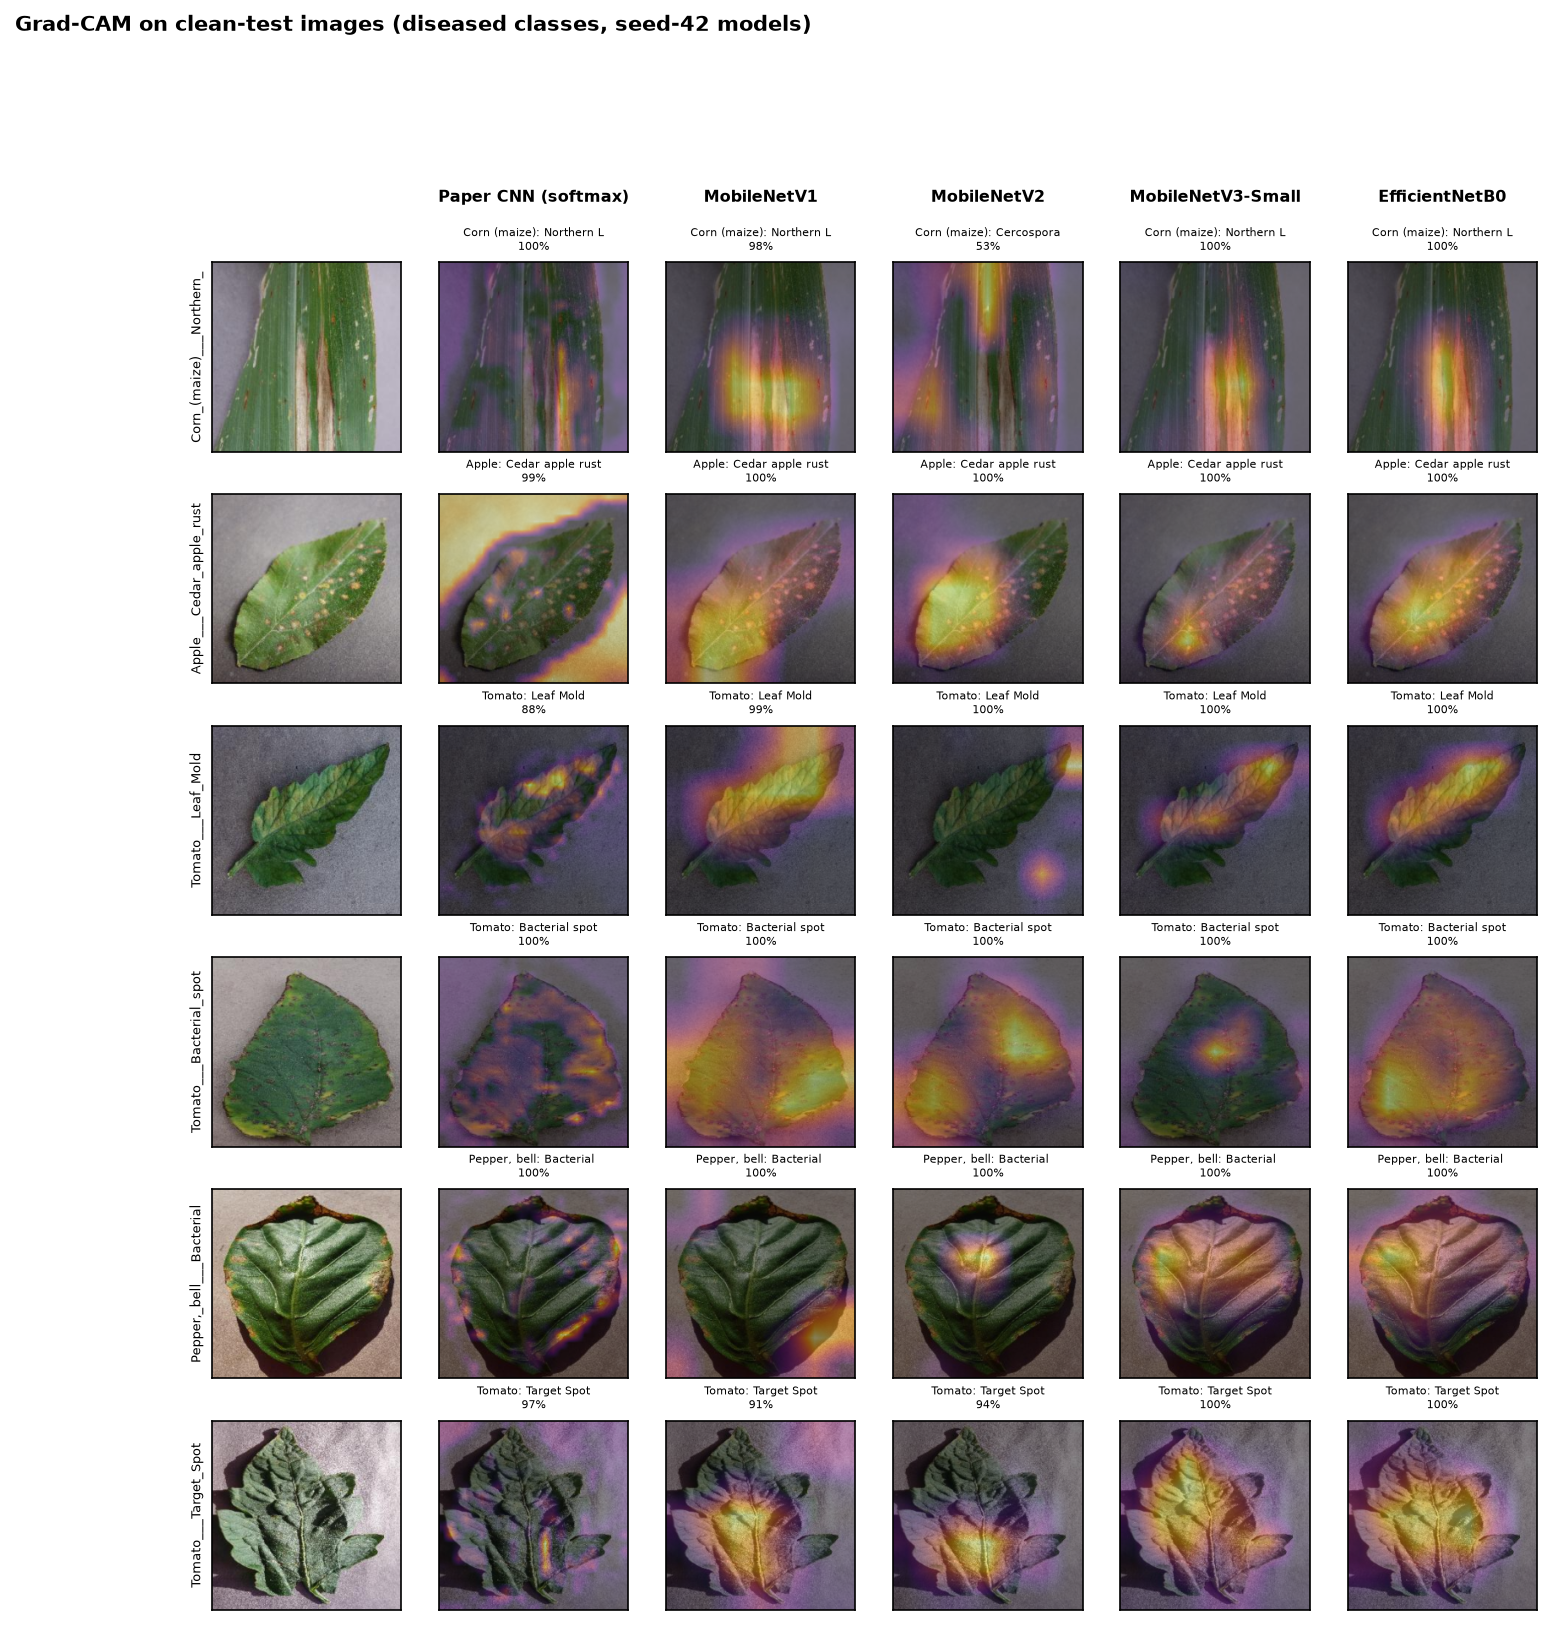 Grad-CAM on clean-test images (diseased classes, seed-42 models)
Paper CNN (softmax)
MobileNetV1
MobileNetV2
MobileNetV3-Small
EfficientNetB0
Corn_(maize)___Northern_
Corn (maize): Northern L
100%
Corn (maize): Northern L
98%
Corn (maize): Cercospora
53%
Corn (maize): Northern L
100%
Corn (maize): Northern L
100%
Apple___Cedar_apple_rust
Apple: Cedar apple rust
99%
Apple: Cedar apple rust
100%
Apple: Cedar apple rust
100%
Apple: Cedar apple rust
100%
Apple: Cedar apple rust
100%
Tomato___Leaf_Mold
Tomato: Leaf Mold
88%
Tomato: Leaf Mold
99%
Tomato: Leaf Mold
100%
Tomato: Leaf Mold
100%
Tomato: Leaf Mold
100%
Tomato___Bacterial_spot
Tomato: Bacterial spot
100%
Tomato: Bacterial spot
100%
Tomato: Bacterial spot
100%
Tomato: Bacterial spot
100%
Tomato: Bacterial spot
100%
Pepper,_bell___Bacterial
Pepper, bell: Bacterial
100%
Pepper, bell: Bacterial
100%
Pepper, bell: Bacterial
100%
Pepper, bell: Bacterial
100%
Pepper, bell: Bacterial
100%
Tomato___Target_Spot
Tomato: Target Spot
97%
Tomato: Target Spot
91%
Tomato: Target Spot
94%
Tomato: Target Spot
100%
Tomato: Target Spot
100%